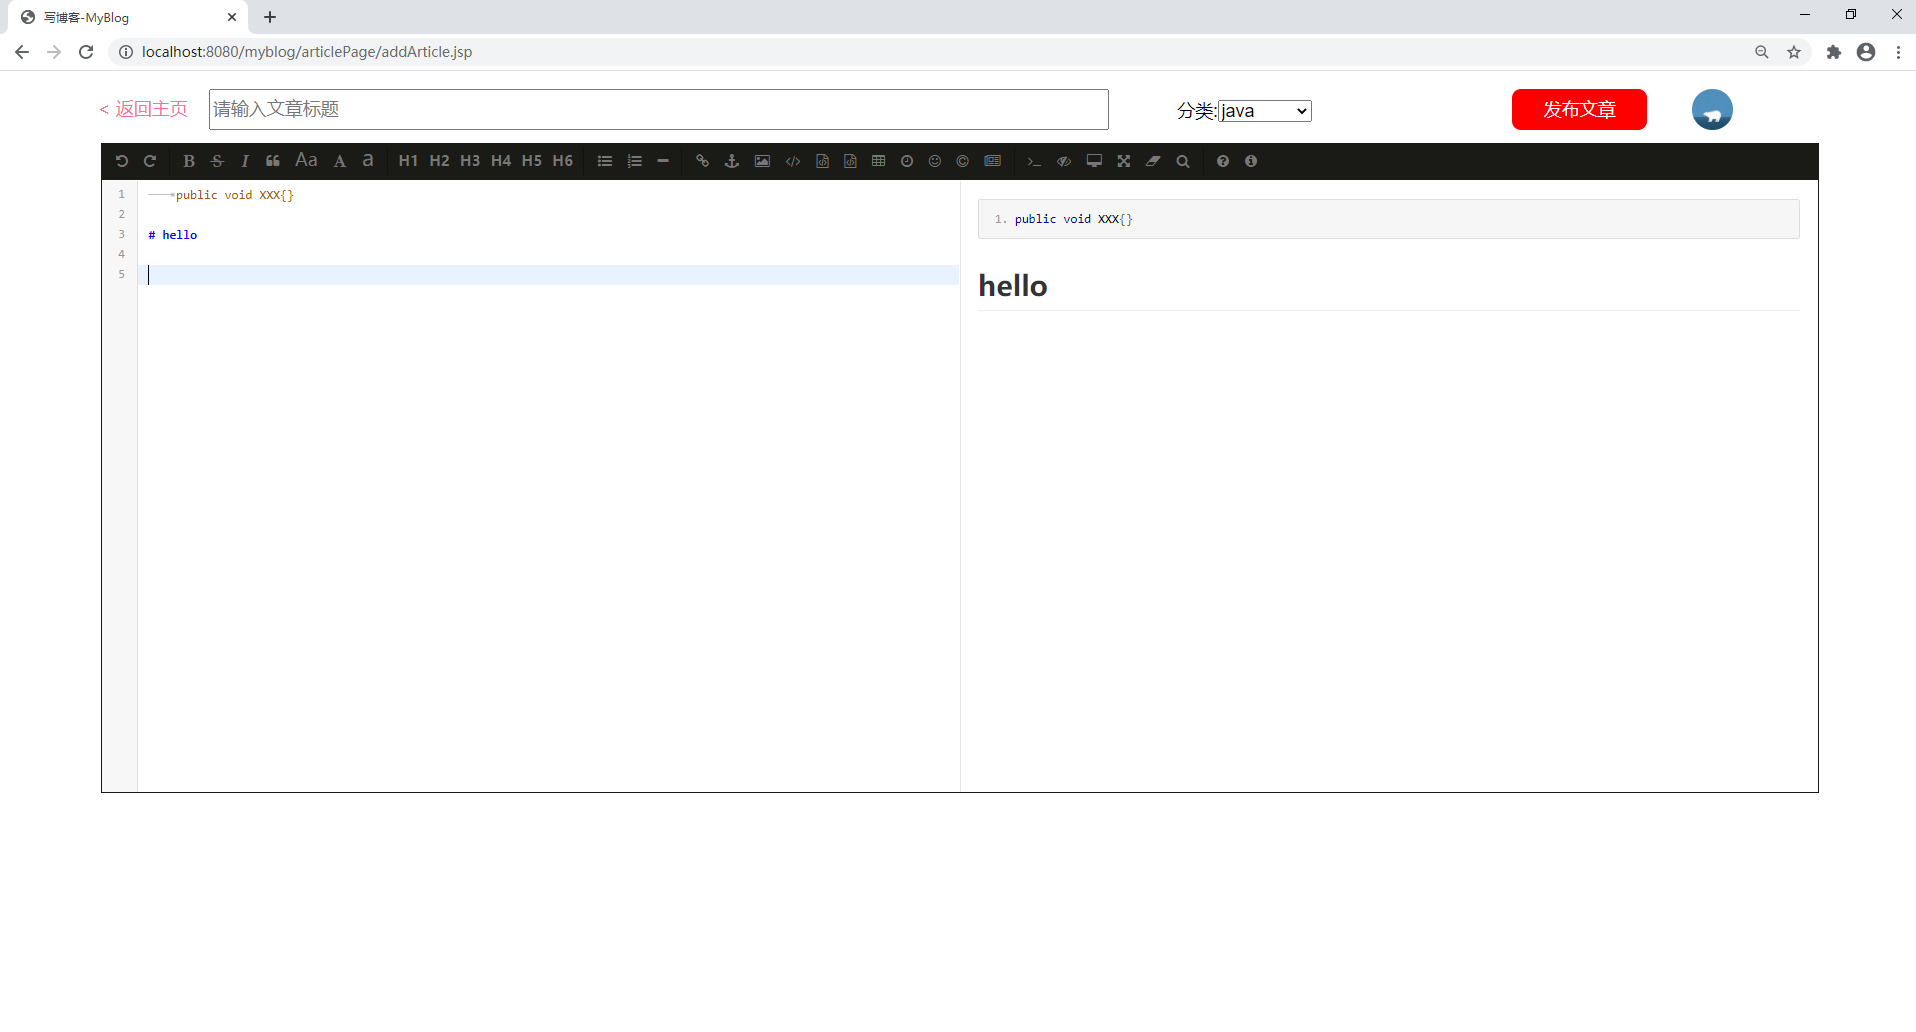 写博客-MyBlog
localhost:8080/myblog/articlePage/addArticle.jsp
< 返回主页 请输入文章标题 分类:java 发布文章
B S I Aa A a H1 H2 H3 H4 H5 H6
1 public void XXX{}
2
3 # hello
4
5
1. public void XXX{}
hello